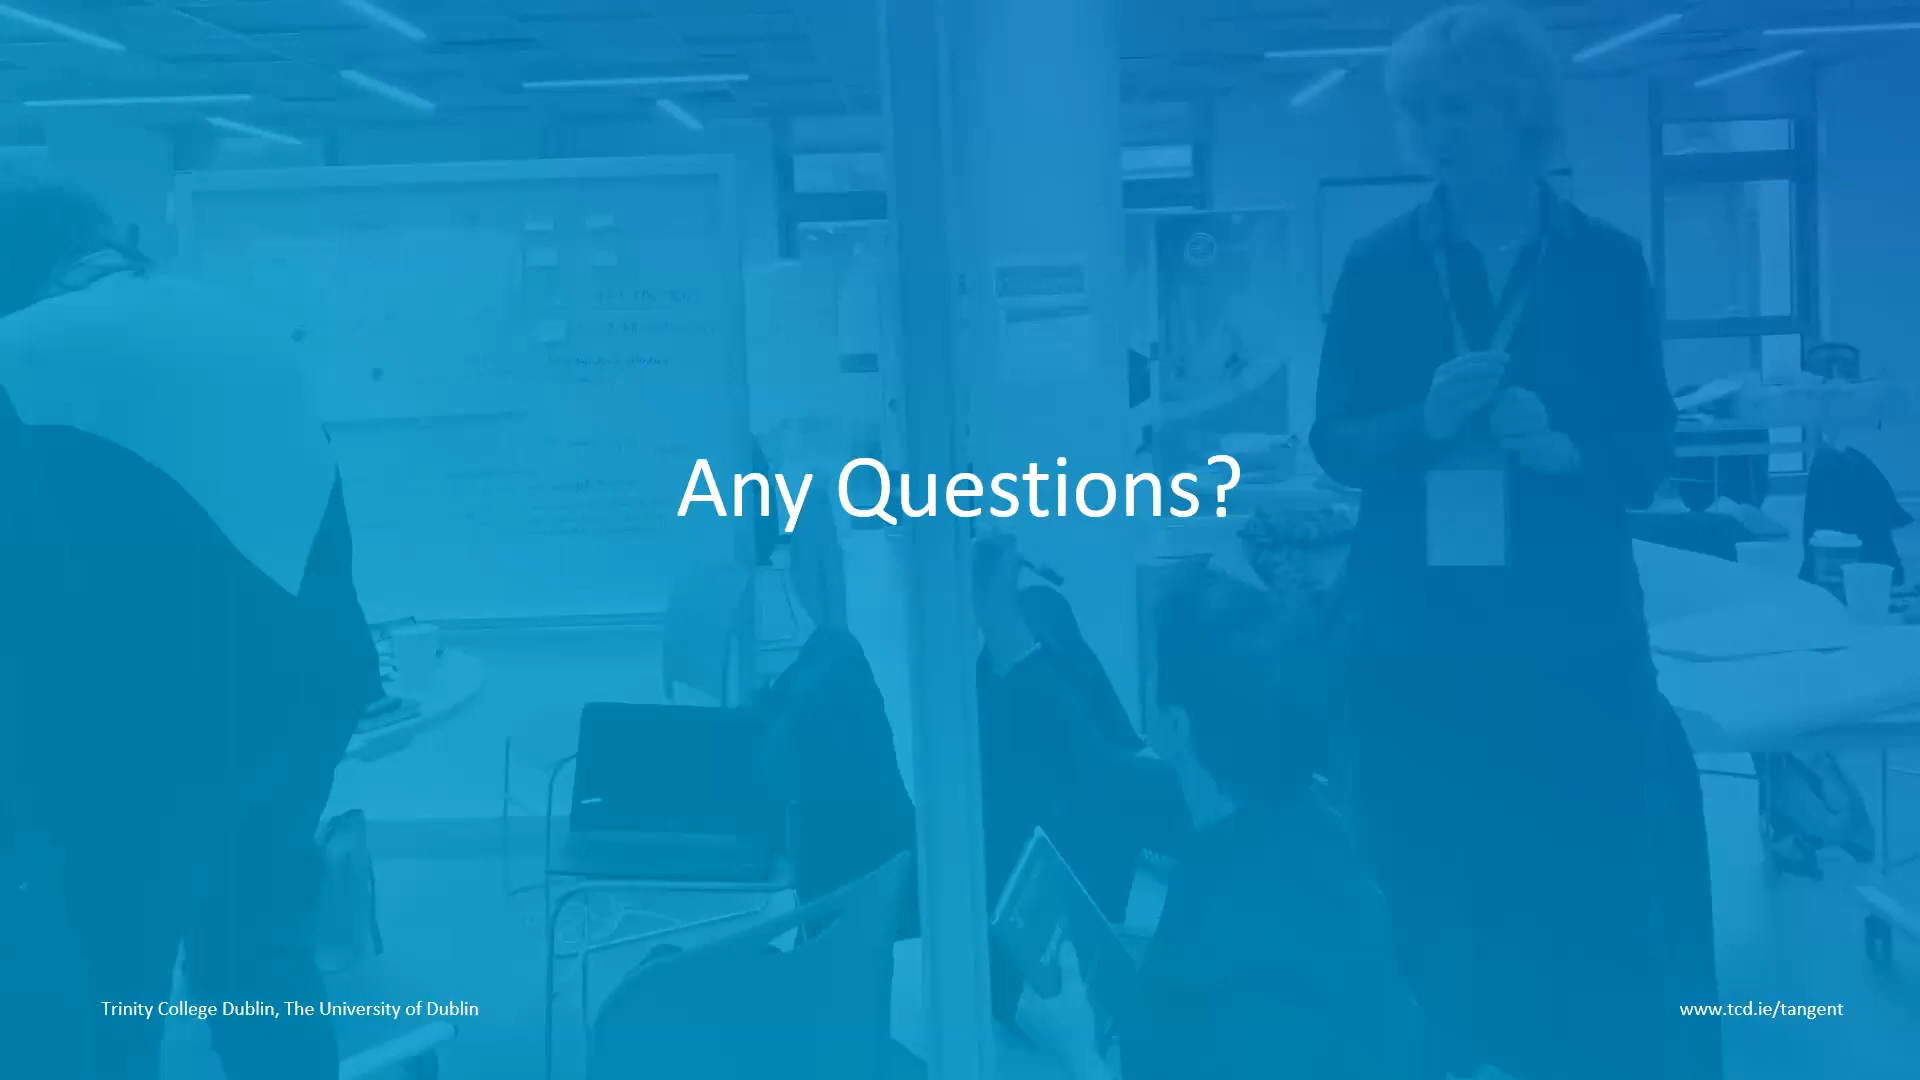 Any Questions?
Trinity College Dublin, The University of Dublin
www.tcd.ie/tangent